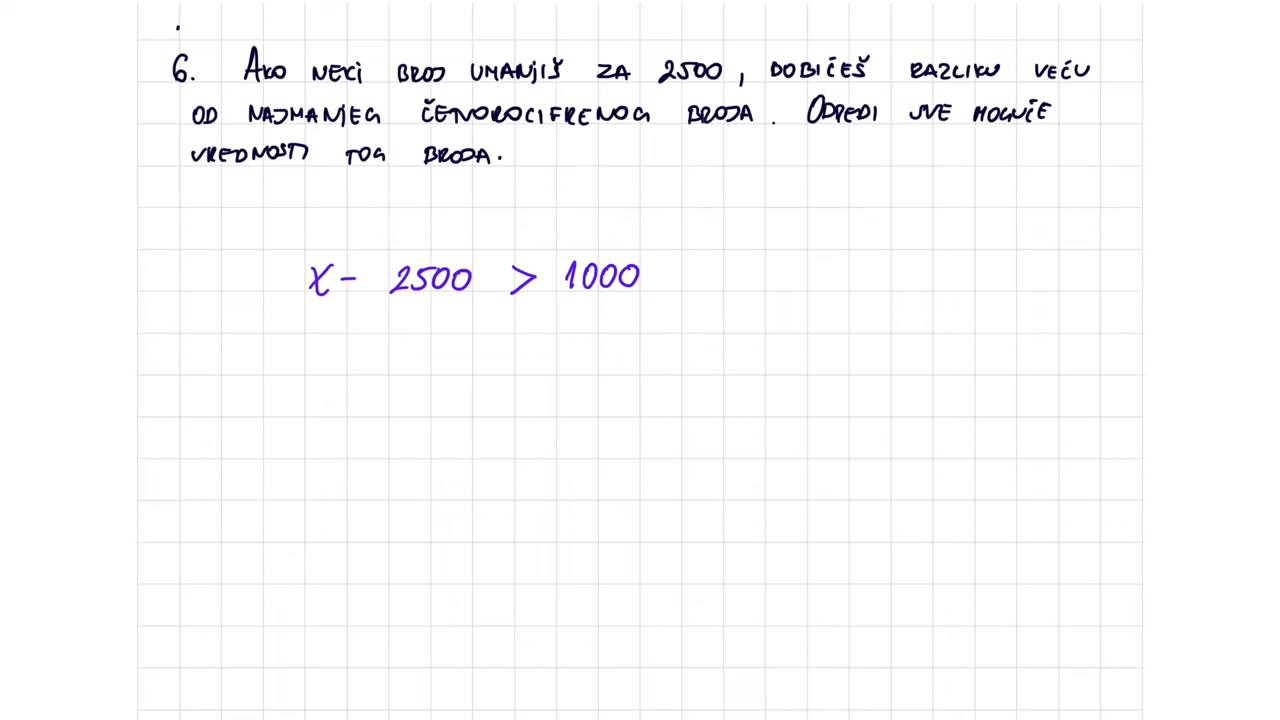 6. AKO NEKI BROJ UMANJIŠ ZA 2500, DOBIĆEŠ RAZLIKU VEĆU
OD NAJMANJEG ČETVOROCIFRENOG BROJA. ODREDI SVE MOGUĆE
VREDNOSTI TOG BROJA.
x - 2500 > 1000